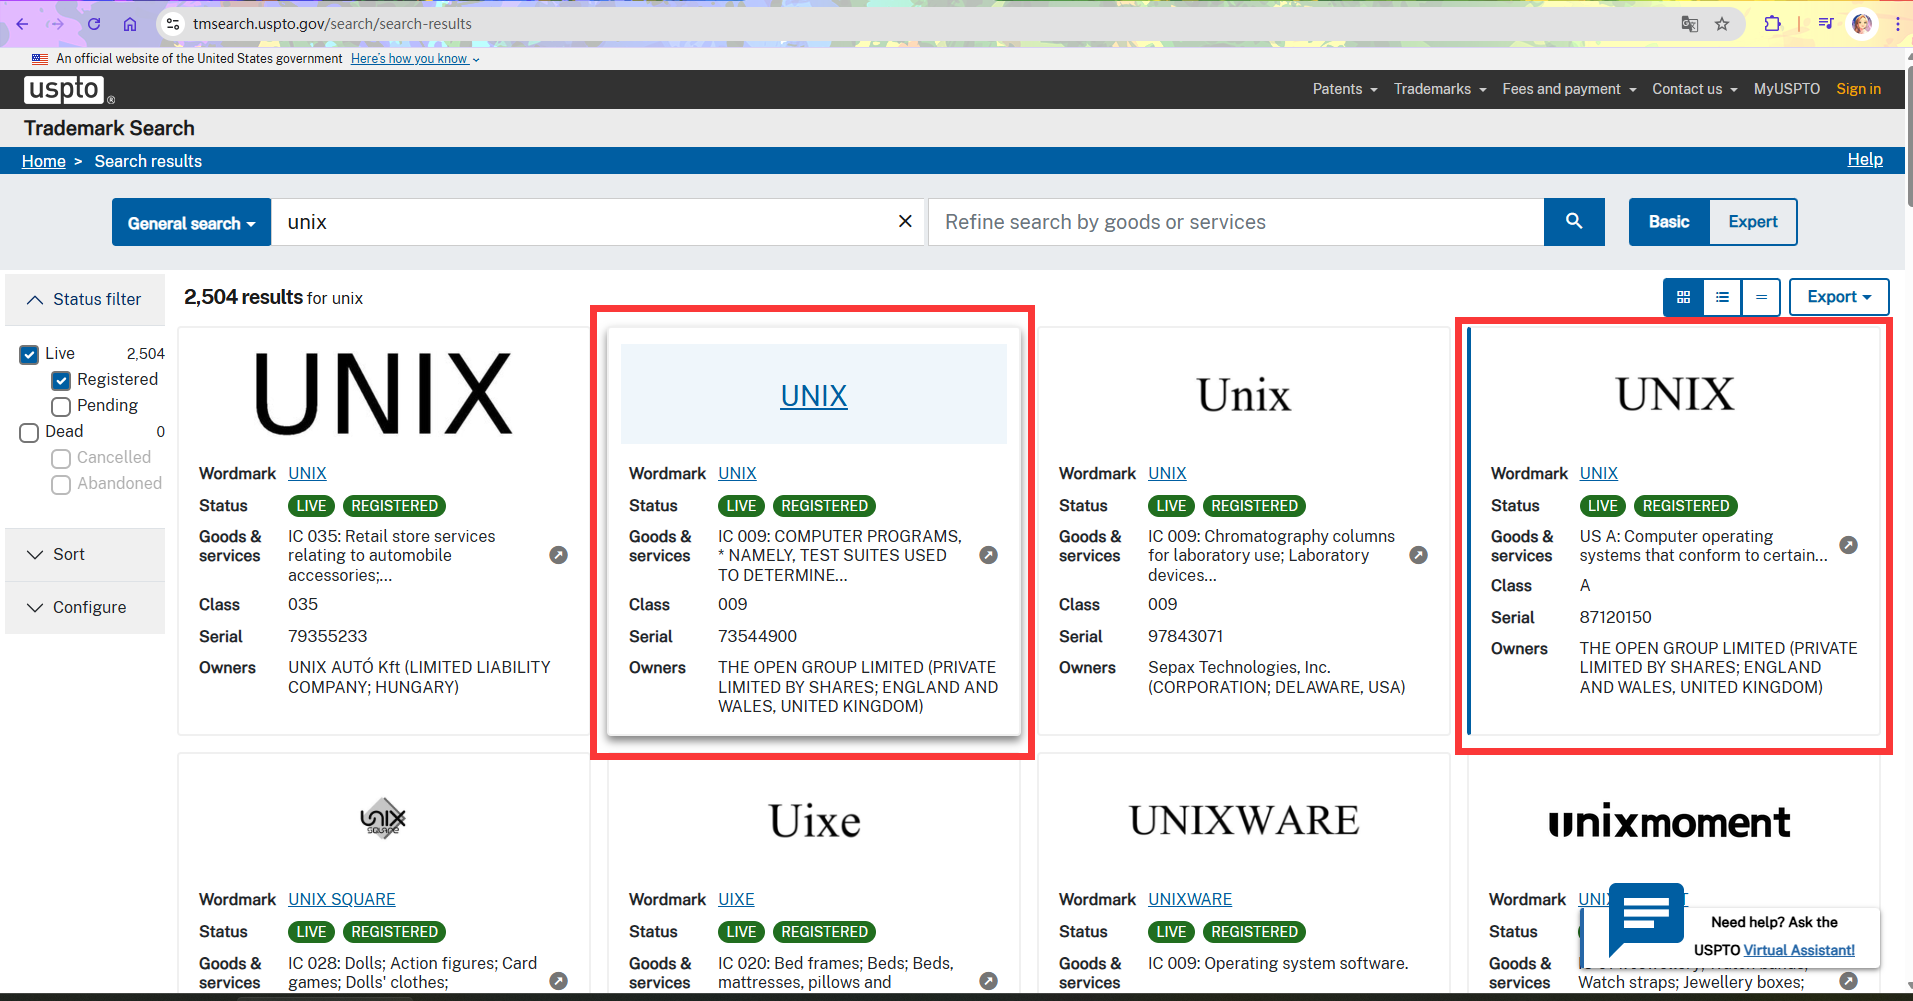 tmsearch.uspto.gov/search/search-results
An official website of the United States government Here's how you know
uspto®
Patents Trademarks Fees and payment Contact us MyUSPTO Sign in
Trademark Search
Home > Search results
Help
General search unix Refine search by goods or services Basic Expert
Status filter
Live 2,504
Registered
Pending
Dead 0
Cancelled
Abandoned
Sort
Configure
2,504 results for unix
Export
UNIX
Wordmark UNIX
Status LIVE REGISTERED
Goods & services
IC 035: Retail store services
relating to automobile
accessories;...
Class 035
Serial 79355233
Owners UNIX AUTÓ Kft (LIMITED LIABILITY
COMPANY; HUNGARY)
UNIX
Wordmark UNIX
Status LIVE REGISTERED
Goods & services
IC 009: COMPUTER PROGRAMS,
* NAMELY, TEST SUITES USED
TO DETERMINE...
Class 009
Serial 73544900
Owners THE OPEN GROUP LIMITED (PRIVATE
LIMITED BY SHARES; ENGLAND AND
WALES, UNITED KINGDOM)
Unix
Wordmark UNIX
Status LIVE REGISTERED
Goods & services
IC 009: Chromatography columns
for laboratory use; Laboratory
devices...
Class 009
Serial 97843071
Owners Sepax Technologies, Inc.
(CORPORATION; DELAWARE, USA)
UNIX
Wordmark UNIX
Status LIVE REGISTERED
Goods & services
US A: Computer operating
systems that conform to certain...
Class A
Serial 87120150
Owners THE OPEN GROUP LIMITED (PRIVATE
LIMITED BY SHARES; ENGLAND
AND WALES, UNITED KINGDOM)
UNIX
SQUARE
Wordmark UNIX SQUARE
Status LIVE REGISTERED
Goods & services
IC 028: Dolls; Action figures; Card
games; Dolls' clothes;
Uixe
Wordmark UIXE
Status LIVE REGISTERED
Goods & services
IC 020: Bed frames; Beds; Beds,
mattresses, pillows and
UNIXWARE
Wordmark UNIXWARE
Status LIVE REGISTERED
Goods & services
IC 009: Operating system software.
unixmoment
Wordmark
Status
Goods & services
Watch straps; Jewellery boxes;
Need help? Ask the
USPTO Virtual Assistant!